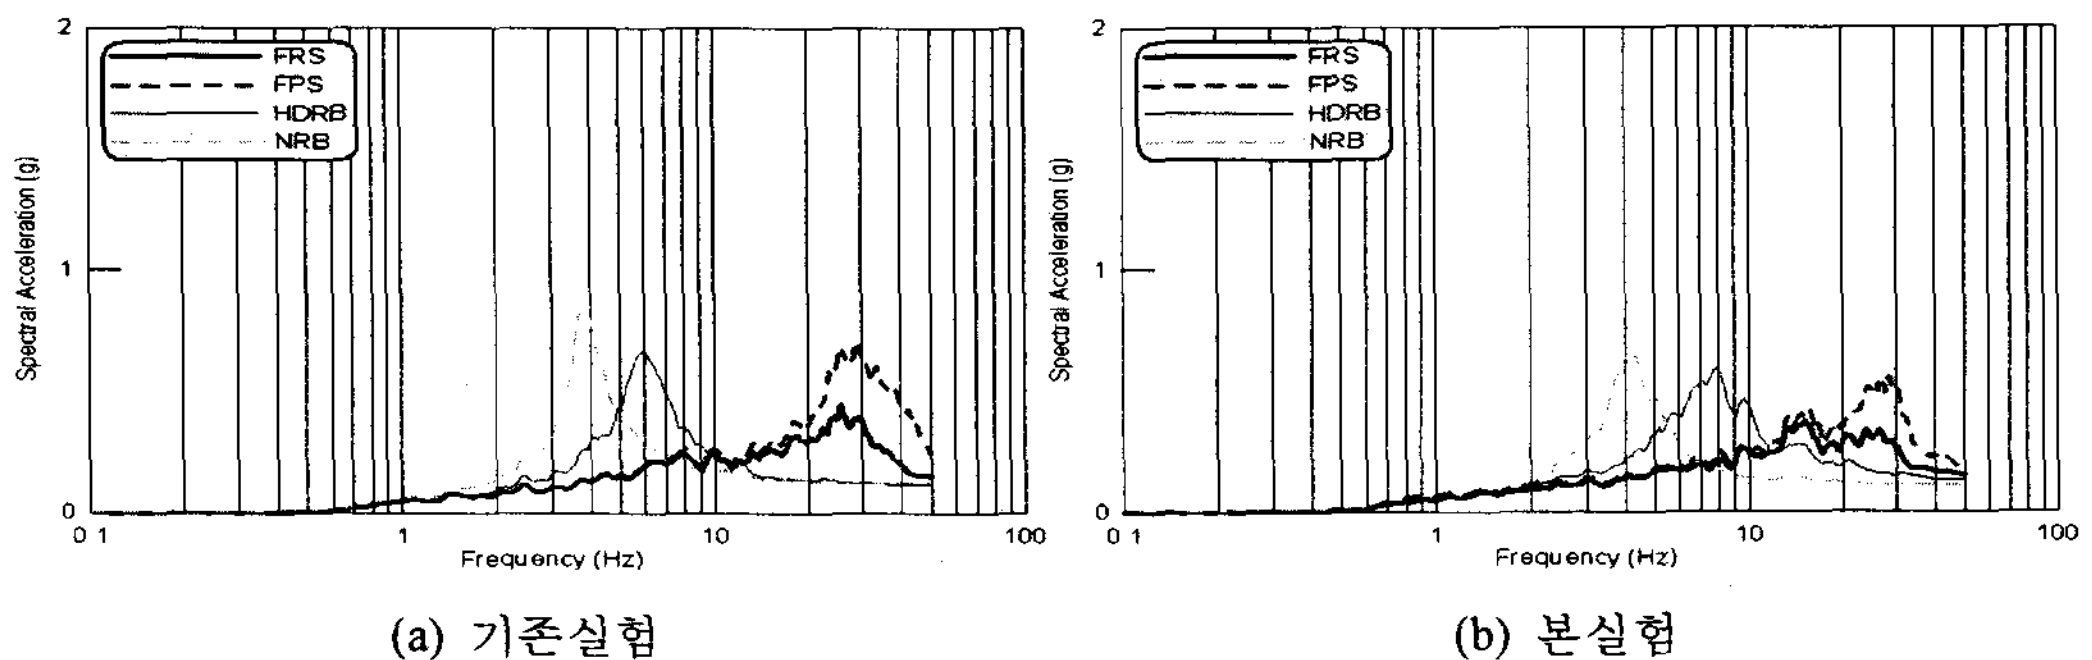 2
FRS
FPS
HDRB
NRB
1
0
Spectral Acceleration (g)
0 1
1
10
100
Frequency (Hz)
(a) 기존실험
2
FRS
FPS
HDRB
NRB
1
0
Spectral Acceleration (g)
0 1
1
10
100
Frequency (Hz)
(b) 본실험